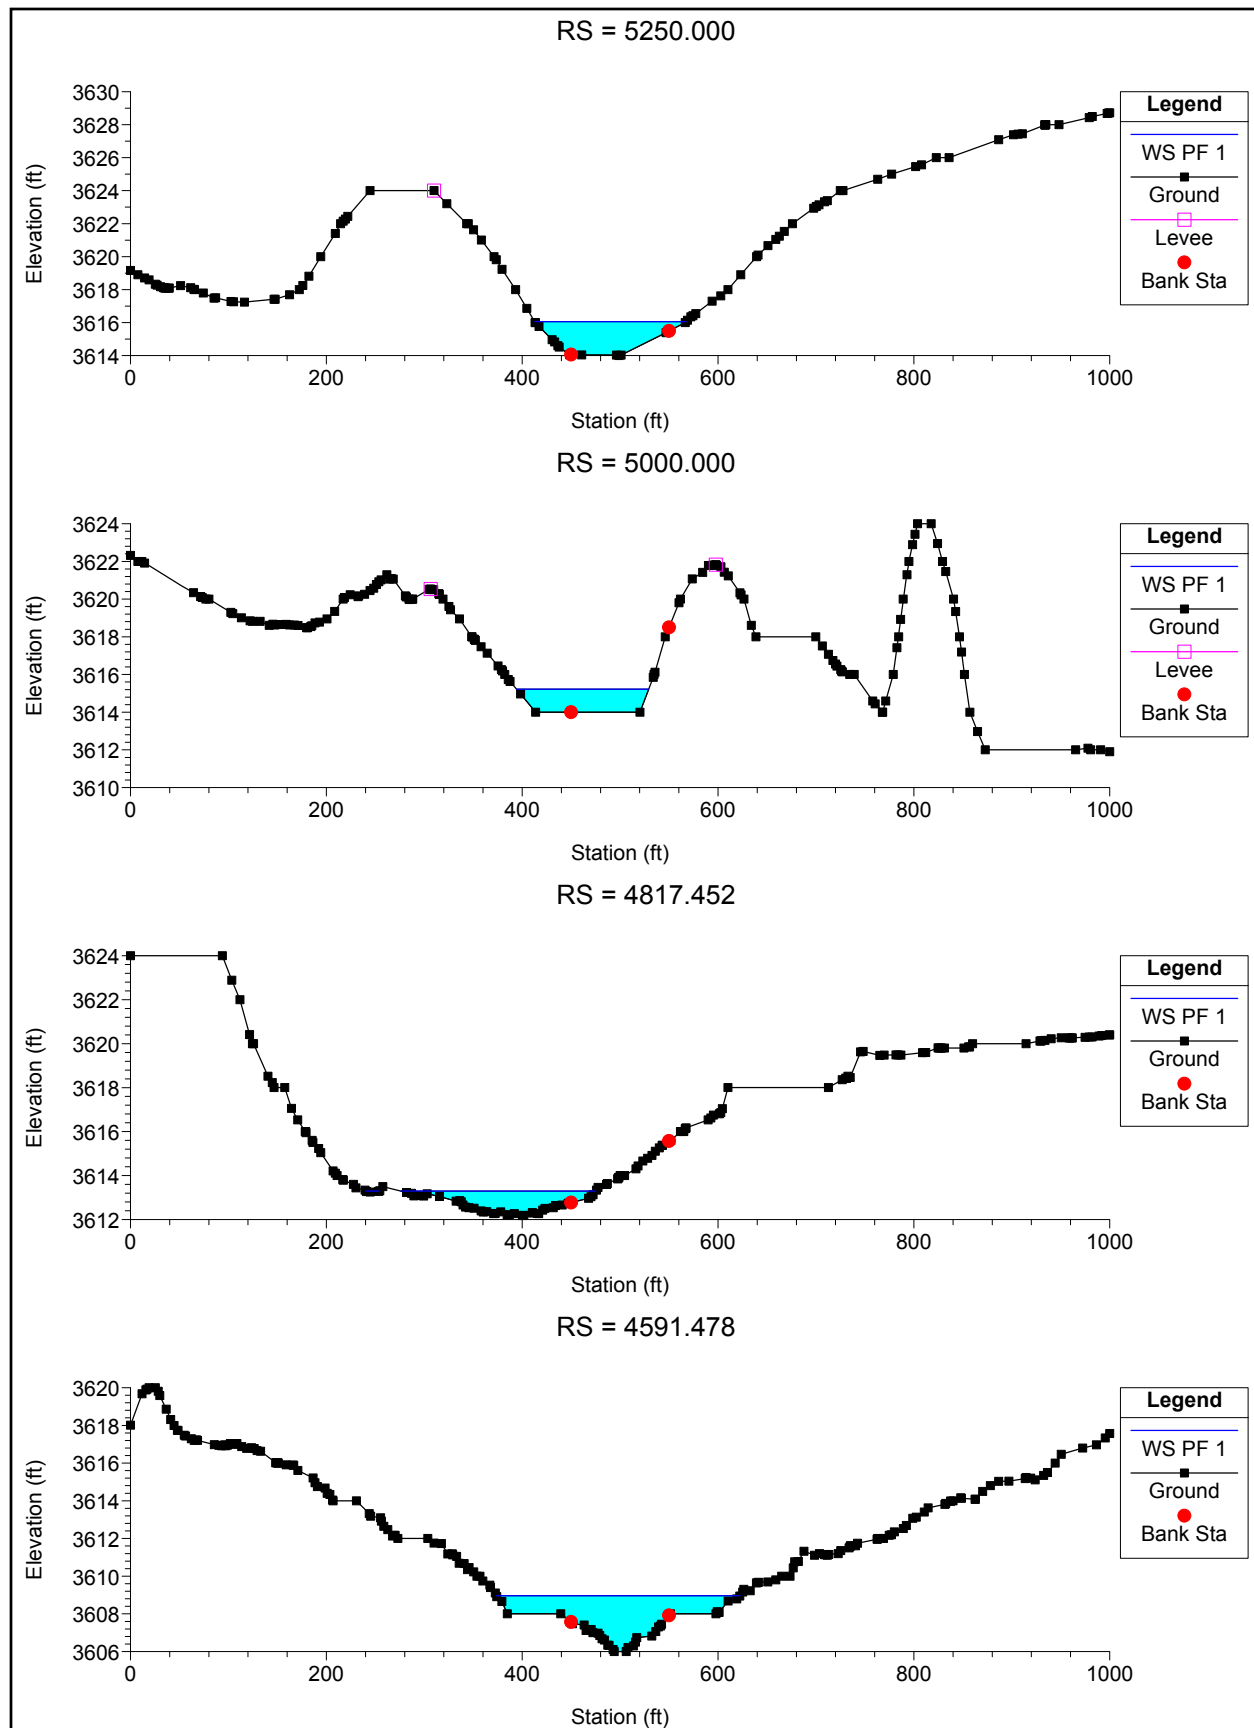 RS = 5250.000
3630
3628
3626
3624
3622
3620
3618
3616
3614
Elevation (ft)
0 200 400 600 800 1000
Station (ft)
Legend
WS PF 1
Ground
Levee
Bank Sta
RS = 5000.000
3624
3622
3620
3618
3616
3614
3612
3610
Elevation (ft)
0 200 400 600 800 1000
Station (ft)
Legend
WS PF 1
Ground
Levee
Bank Sta
RS = 4817.452
3624
3622
3620
3618
3616
3614
3612
Elevation (ft)
0 200 400 600 800 1000
Station (ft)
Legend
WS PF 1
Ground
Bank Sta
RS = 4591.478
3620
3618
3616
3614
3612
3610
3608
3606
Elevation (ft)
0 200 400 600 800 1000
Station (ft)
Legend
WS PF 1
Ground
Bank Sta